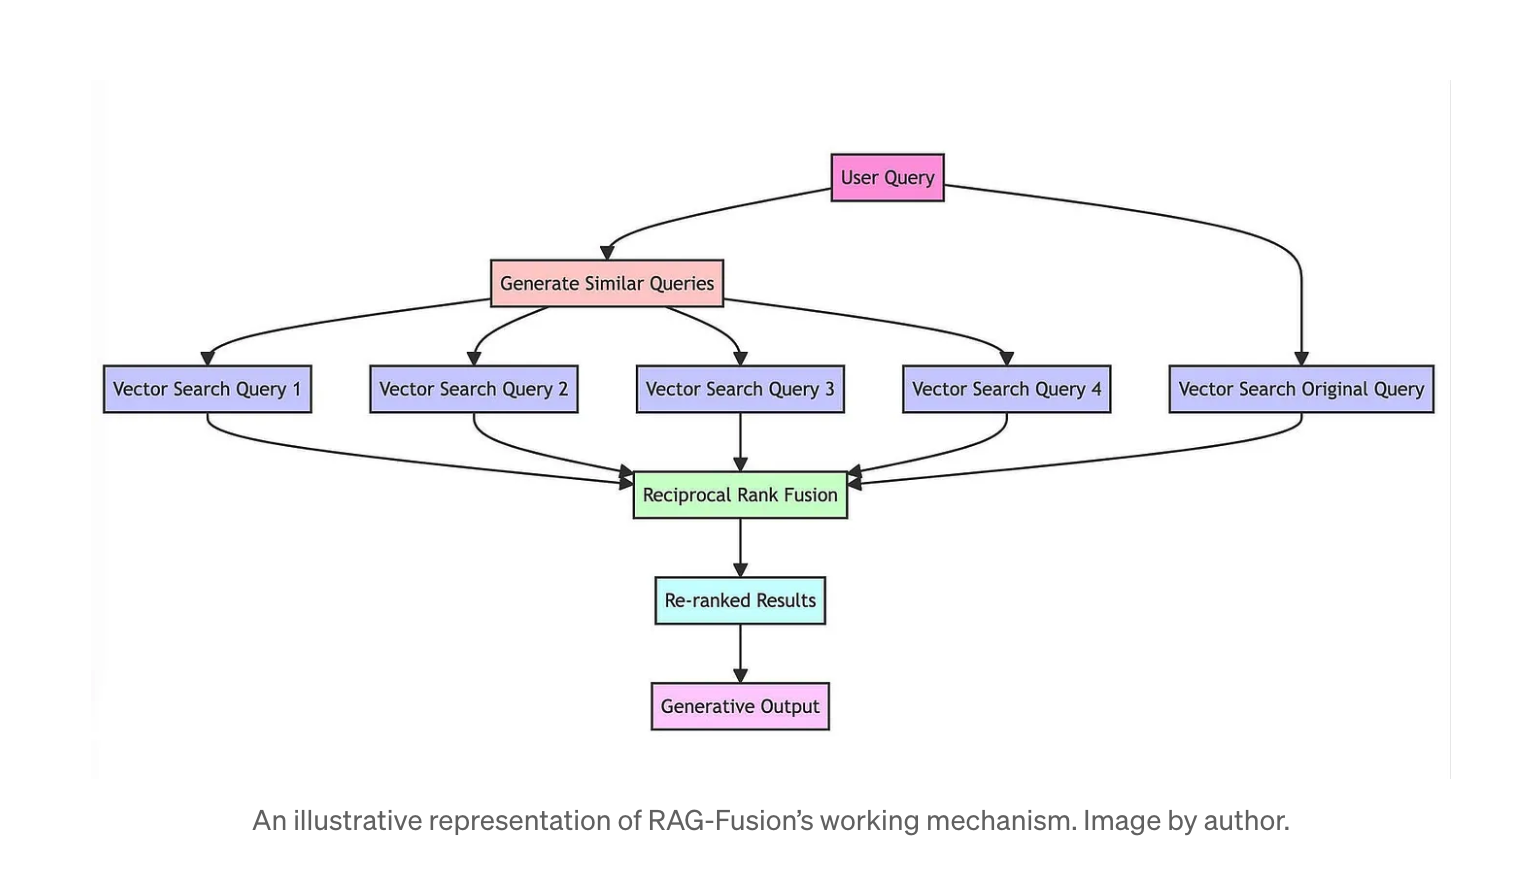 User Query
Generate Similar Queries
Vector Search Query 1
Vector Search Query 2
Vector Search Query 3
Vector Search Query 4
Vector Search Original Query
Reciprocal Rank Fusion
Re-ranked Results
Generative Output
An illustrative representation of RAG-Fusion’s working mechanism. Image by author.